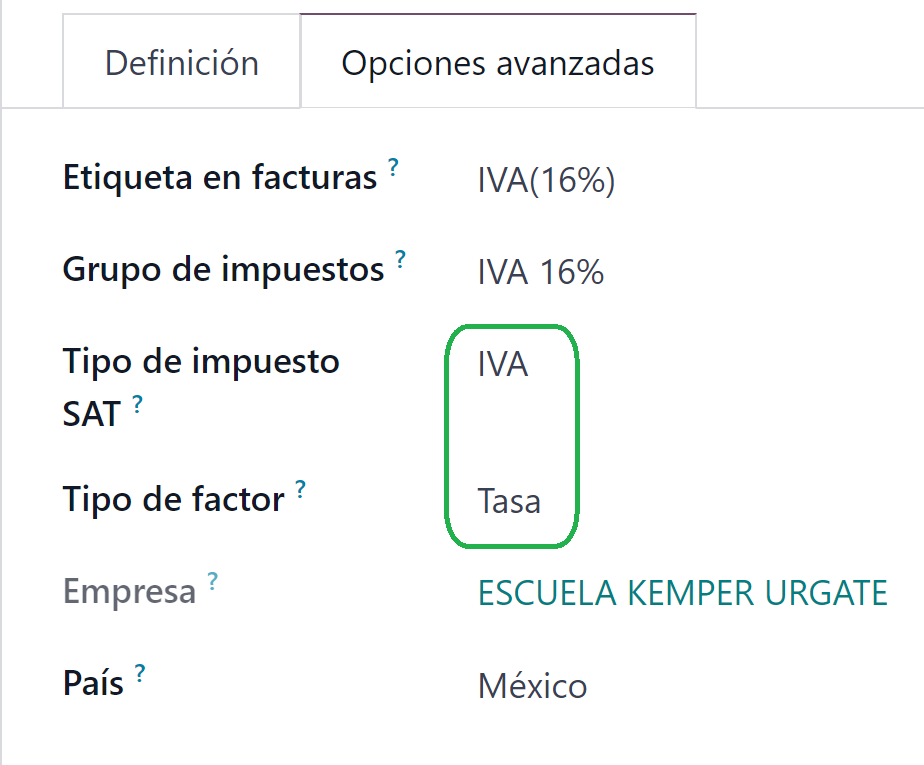 Definición Opciones avanzadas
Etiqueta en facturas ? IVA(16%)
Grupo de impuestos ? IVA 16%
Tipo de impuesto IVA
SAT ?
Tipo de factor ? Tasa
Empresa ? ESCUELA KEMPER URGATE
País ? México